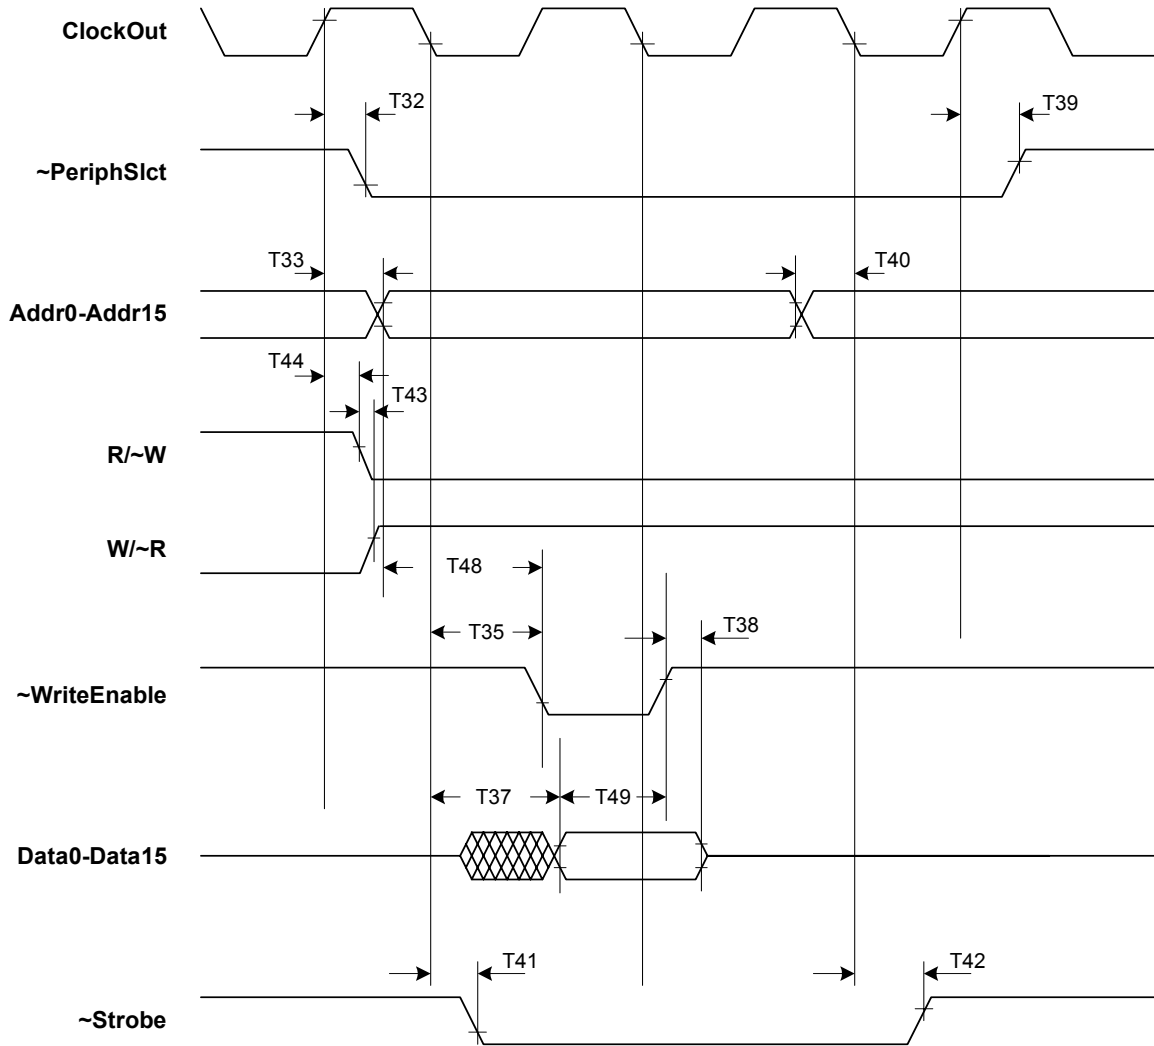 ClockOut
T32
T39
~PeriphSlct
T33
T40
Addr0-Addr15
T44
T43
R/~W
W/~R
T48
T35
T38
~WriteEnable
T37
T49
Data0-Data15
T41
T42
~Strobe